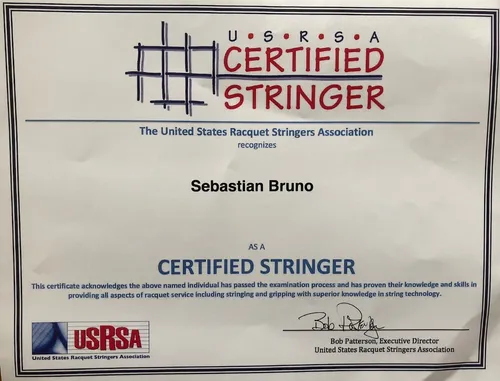 U•S•R•S•A
CERTIFIED
STRINGER
The United States Racquet Stringers Association
recognizes
Sebastian Bruno
AS A
CERTIFIED STRINGER
This certificate acknowledges the above named individual has passed the examination process and has proven their knowledge and skills in
providing all aspects of racquet service including stringing and gripping with superior knowledge in string technology.
USRSA
United States Racquet Stringers Association
Bob Patterson, Executive Director
United States Racquet Stringers Association